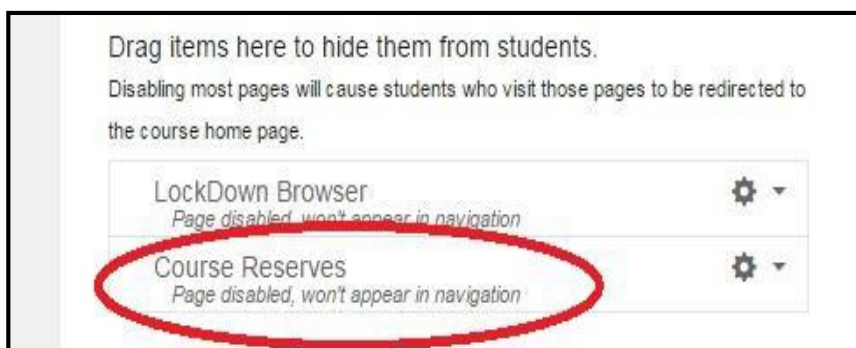 Drag items here to hide them from students.
Disabling most pages will cause students who visit those pages to be redirected to
the course home page.
LockDown Browser
Page disabled, won't appear in navigation
Course Reserves
Page disabled, won't appear in navigation